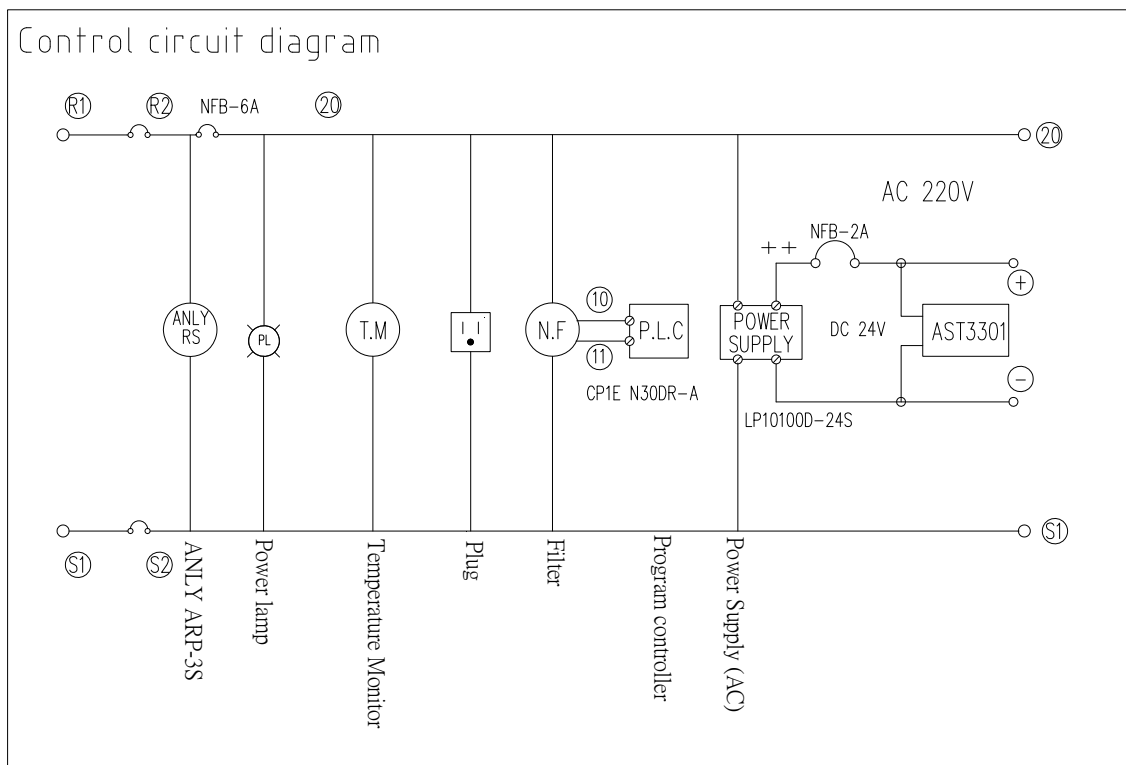 Control circuit diagram
R1
R2
NFB-6A
20
20
AC 220V
NFB-2A
++
+
ANLY
RS
PL
T.M
N.F
10
11
P.L.C
CP1E N30DR-A
POWER
SUPPLY
DC 24V
AST3301
-
LP10100D-24S
S1
S2
S1
ANLY ARP-3S
Power lamp
Temperature Monitor
Plug
Filter
Program controller
Power Supply (AC)